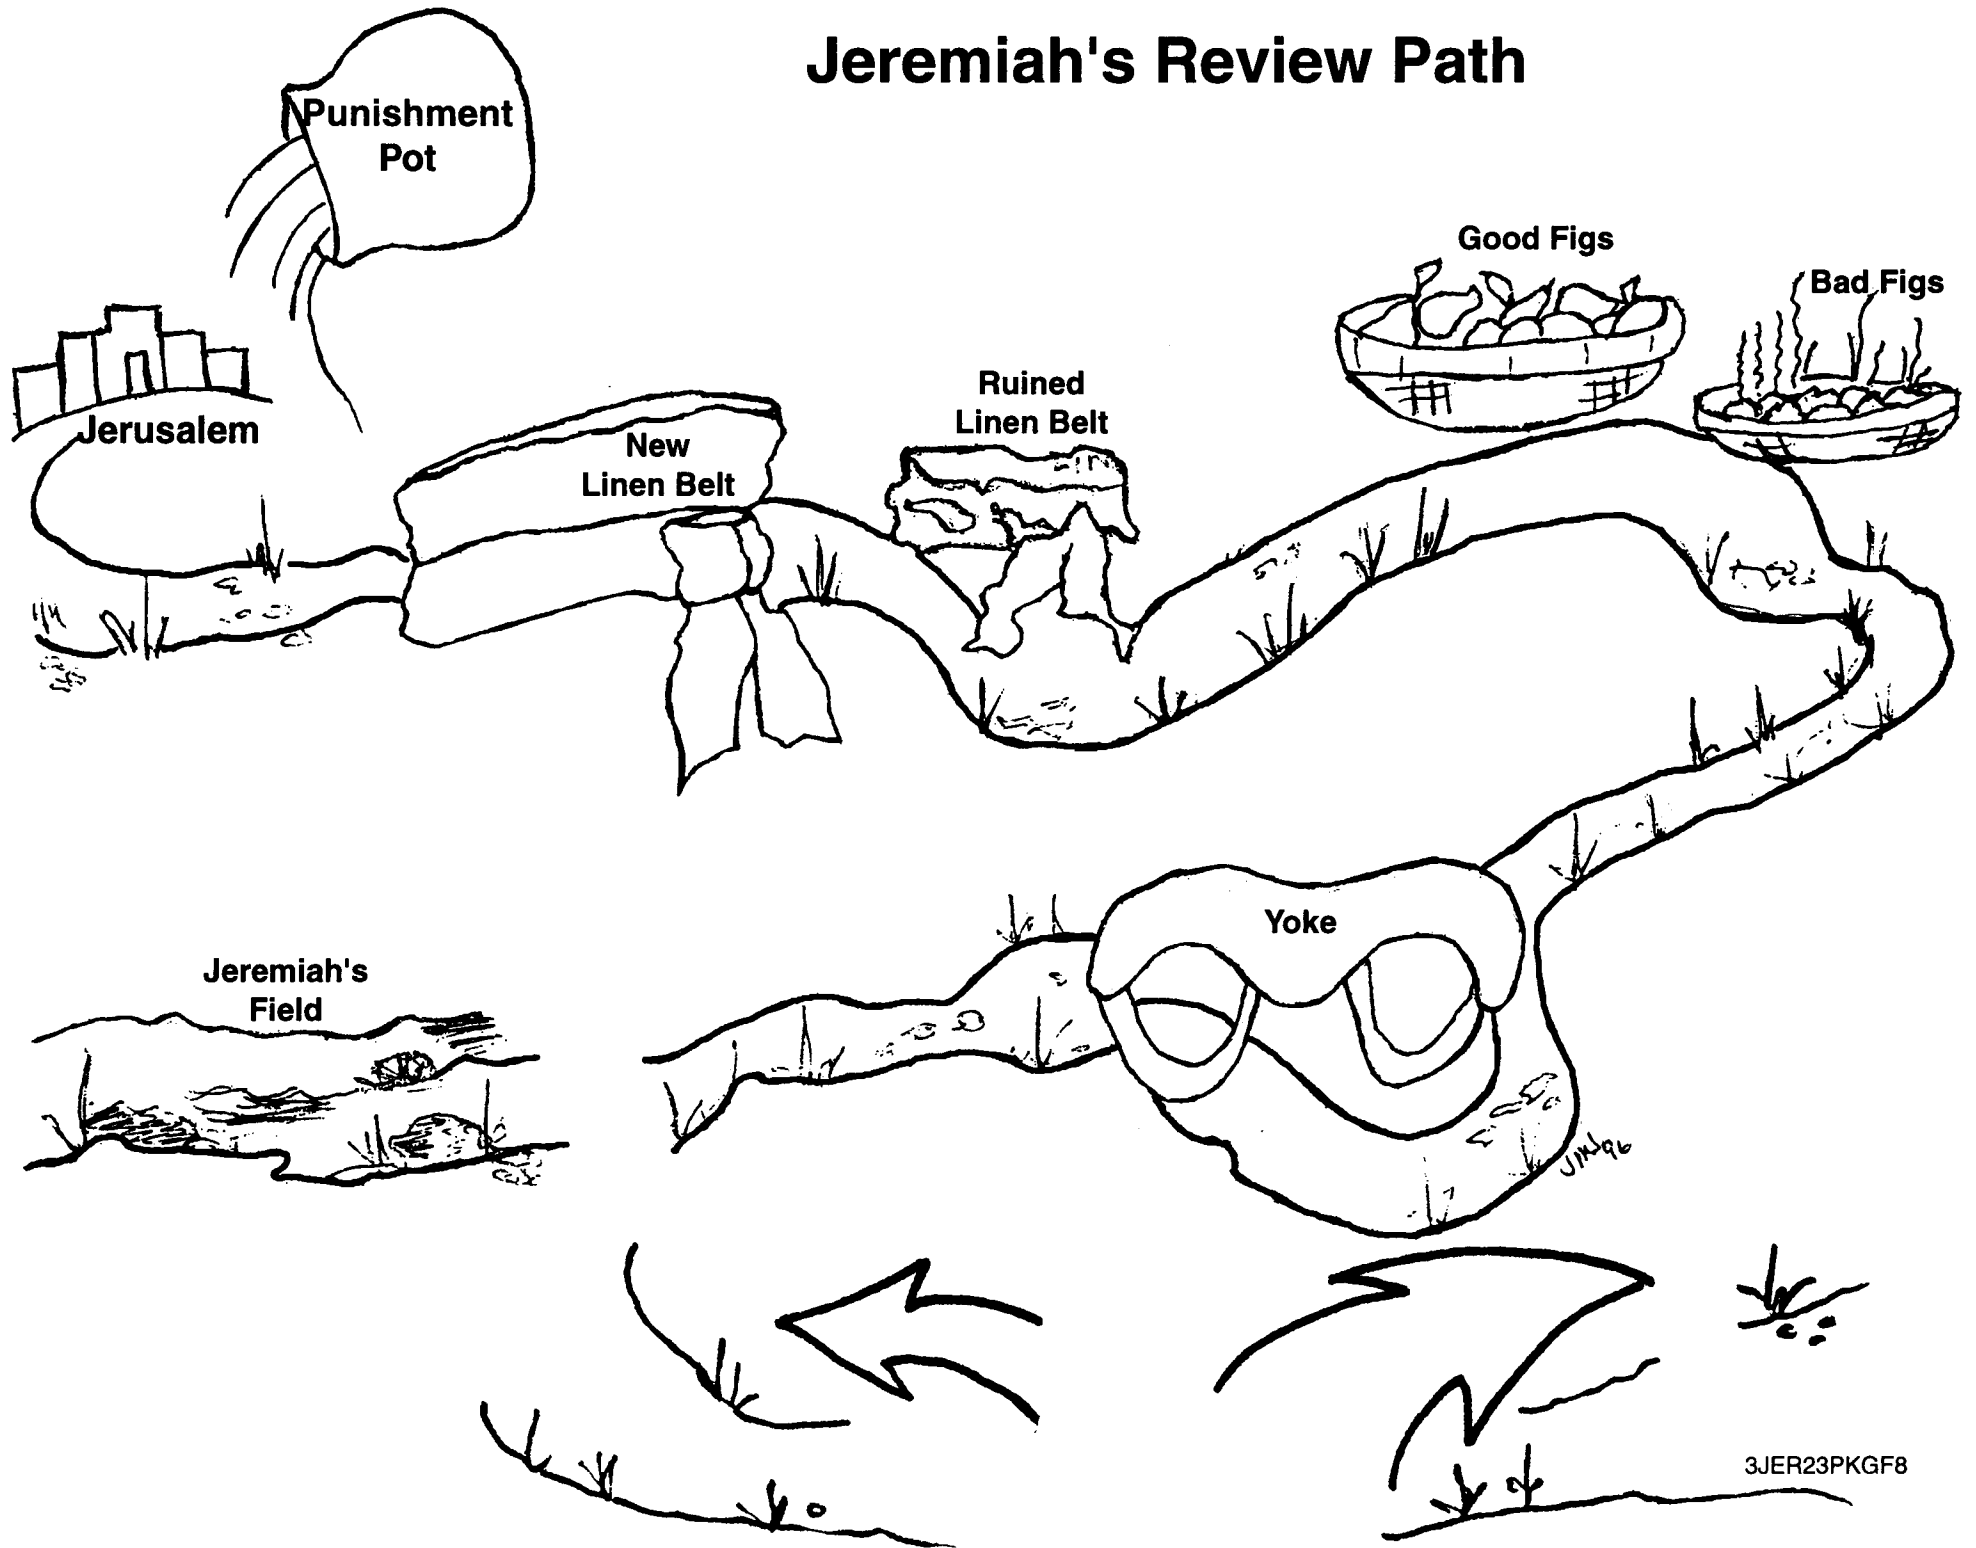 Jeremiah's Review Path
Punishment
Pot
Good Figs
Bad Figs
Jerusalem
New
Linen Belt
Ruined
Linen Belt
Yoke
Jeremiah's
Field
3JER23PKGF8